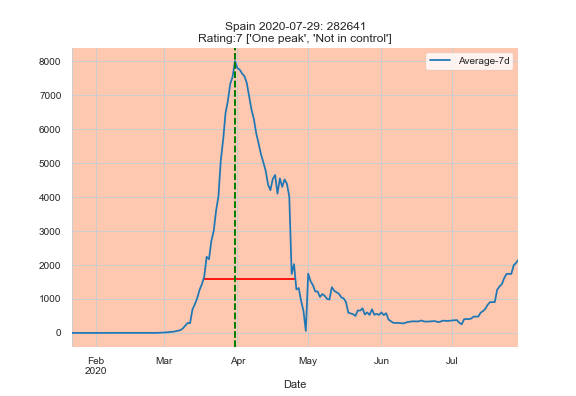 Spain 2020-07-29: 282641
Rating:7 ['One peak', 'Not in control']
Average-7d
8000
7000
6000
5000
4000
3000
2000
1000
0
Feb
2020
Mar
Apr
May
Jun
Jul
Date